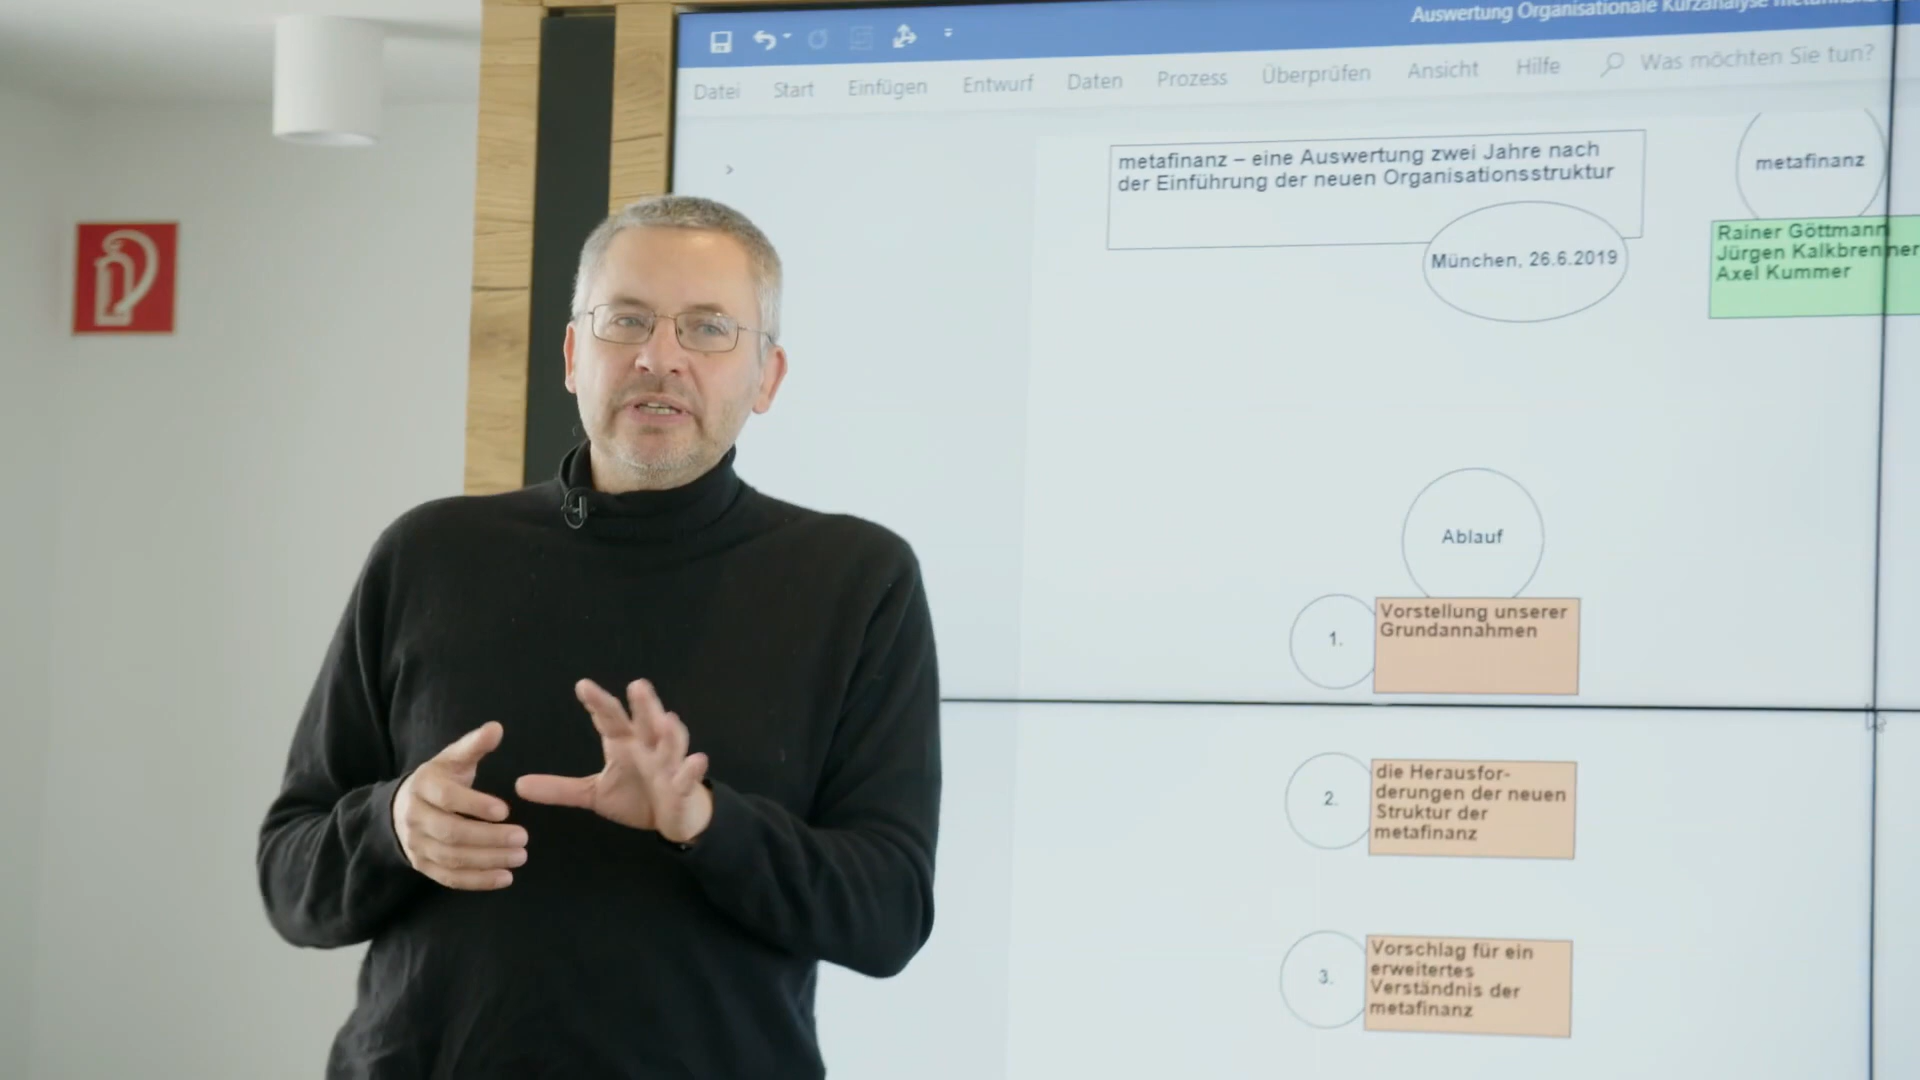 Auswertung Organisationale Kurzanalyse
Datei Start Einfügen Entwurf Daten Prozess Überprüfen Ansicht Hilfe Was möchten Sie tun?
metafinanz – eine Auswertung zwei Jahre nach
der Einführung der neuen Organisationsstruktur
München, 26.6.2019
metafinanz
Rainer Göttmann
Jürgen Kalkbrenner
Axel Kummer
Ablauf
1.
Vorstellung unserer
Grundannahmen
2.
die Herausfor-
derungen der neuen
Struktur der
metafinanz
3.
Vorschlag für ein
erweitertes
Verständnis der
metafinanz